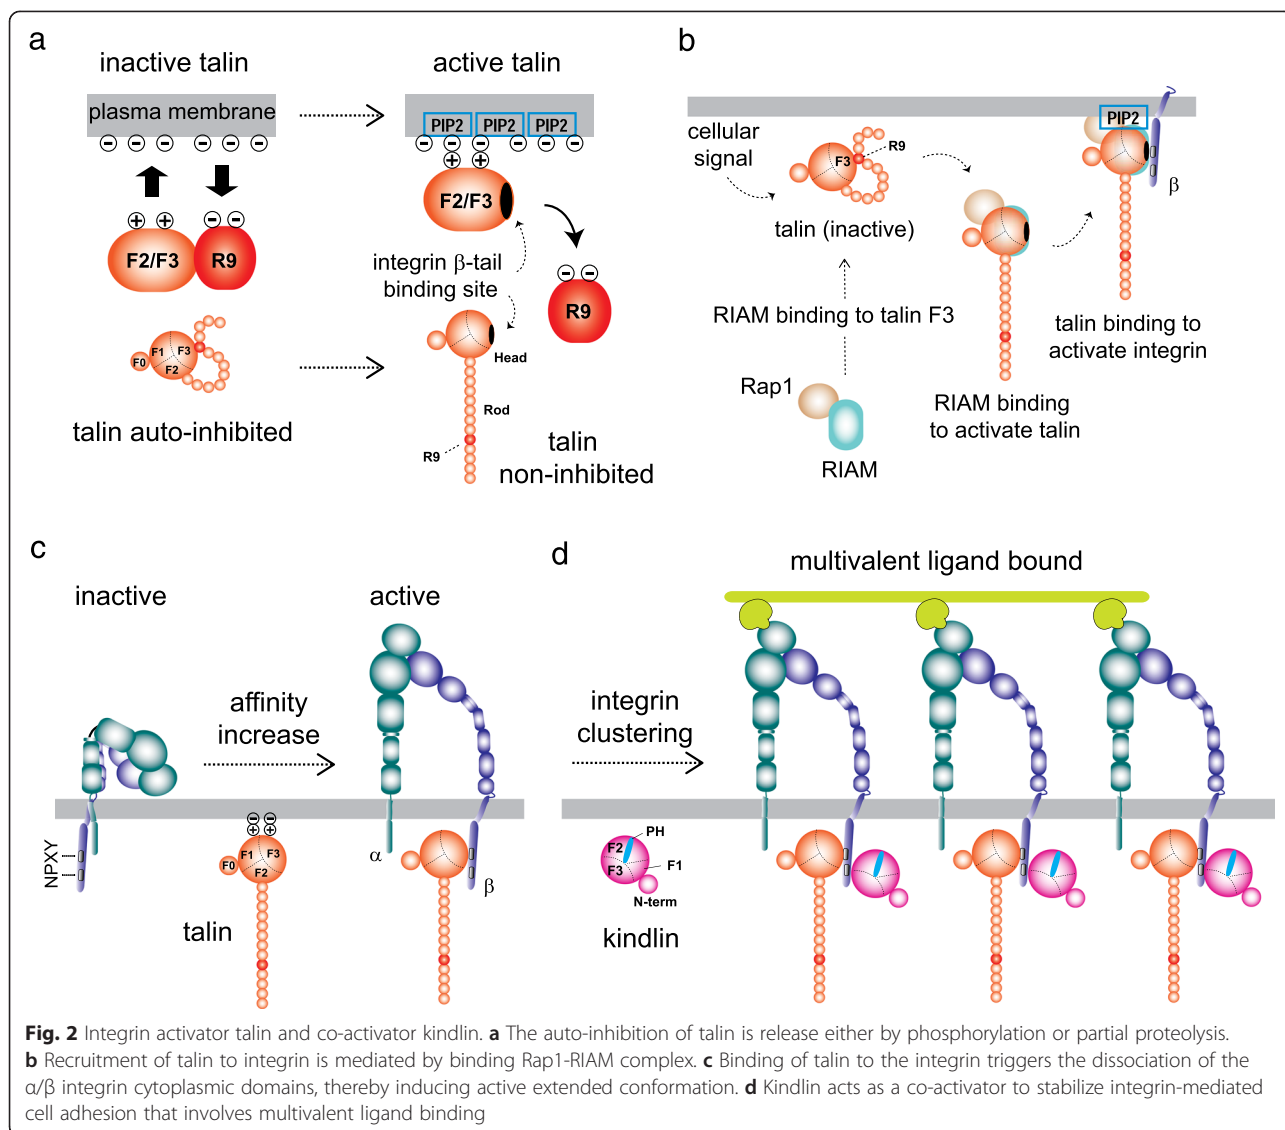 a
inactive talin
active talin
plasma membrane
− − − − − −
PIP2 PIP2 PIP2
− − − − − −
+ +
+ + − −
F2/F3 R9
F2/F3
integrin β-tail
binding site
− −
R9
F0 F1 F2 F3
Head
Rod
R9
talin auto-inhibited
talin
non-inhibited
b
cellular
signal
F3
R9
PIP2
β
talin (inactive)
RIAM binding to talin F3
talin binding to
activate integrin
Rap1
RIAM
RIAM binding
to activate talin
c
inactive
active
affinity
increase
NPXY
− −
+ +
F0 F1 F2 F3
talin
α
β
d
multivalent ligand bound
integrin
clustering
PH
F2
F3
F1
N-term
kindlin
Fig. 2 Integrin activator talin and co-activator kindlin. a The auto-inhibition of talin is release either by phosphorylation or partial proteolysis.
b Recruitment of talin to integrin is mediated by binding Rap1-RIAM complex. c Binding of talin to the integrin triggers the dissociation of the
α/β integrin cytoplasmic domains, thereby inducing active extended conformation. d Kindlin acts as a co-activator to stabilize integrin-mediated
cell adhesion that involves multivalent ligand binding